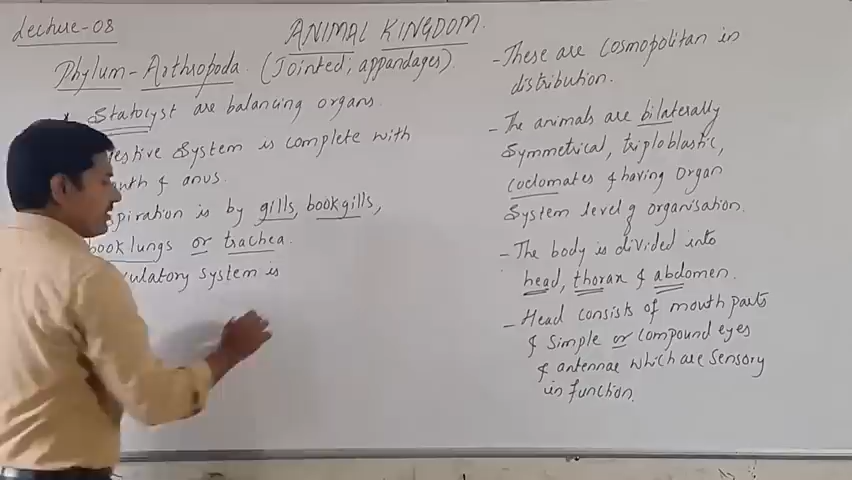 Lecture-08
ANIMAL KINGDOM.
Phylum-Arthropoda. (Jointed, appandages).
Statocyst are balancing organs.
estive System is complete with
uth & anus.
spiration is by gills, bookgills,
book lungs or trachea.
culatory system is
-These are Cosmopolitan in
distribution.
- The animals are bilaterally
Symmetrical, triploblastic,
coelomates & having Organ
System level of organisation.
- The body is divided into
head, thorax & abdomen.
- Head consists of mouth parts
& simple or compound eyes
& antennae which are sensory
in function.